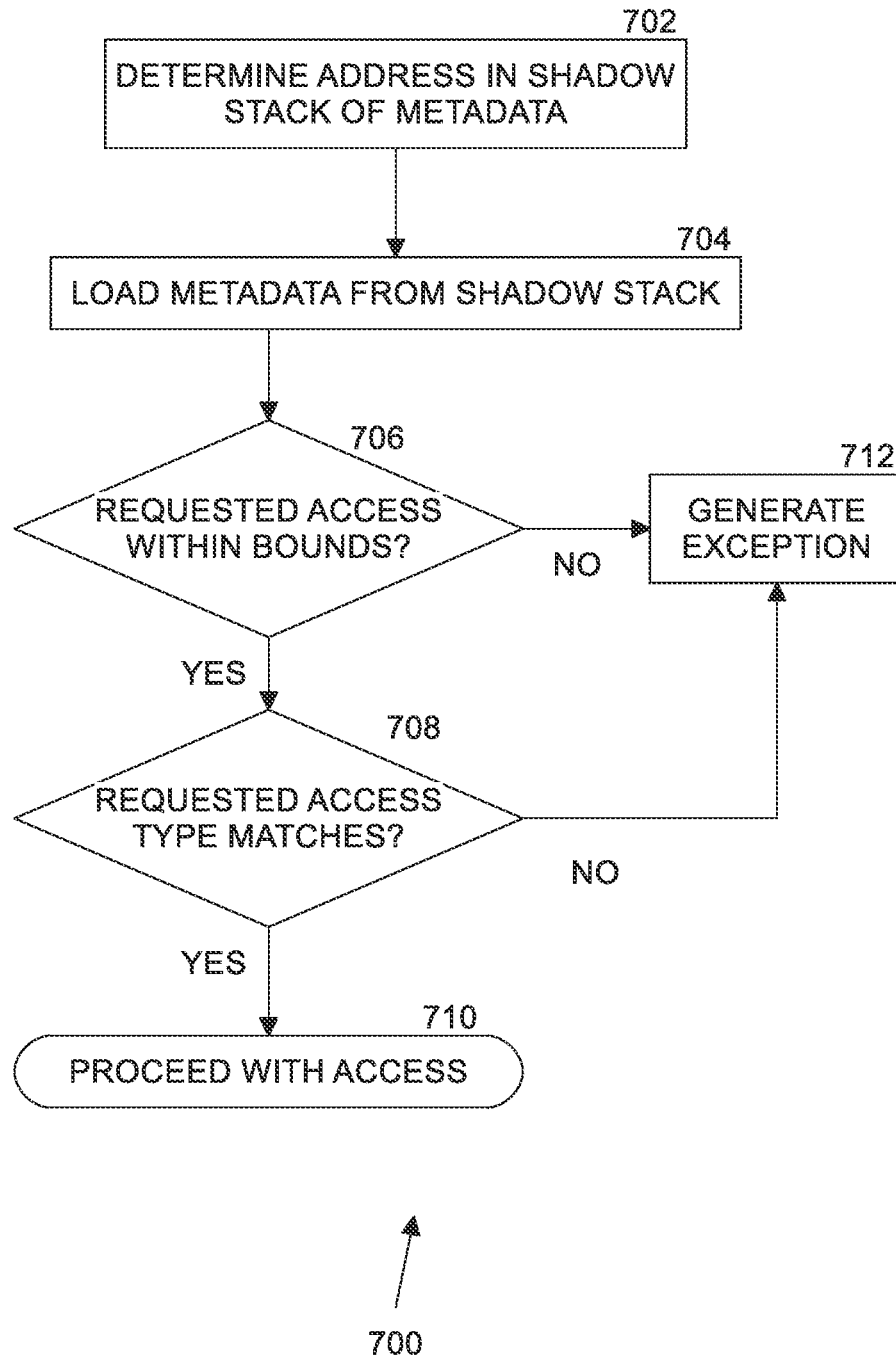 702
DETERMINE ADDRESS IN SHADOW
STACK OF METADATA
704
LOAD METADATA FROM SHADOW STACK
706
REQUESTED ACCESS
WITHIN BOUNDS?
NO
712
GENERATE
EXCEPTION
YES
708
REQUESTED ACCESS
TYPE MATCHES?
NO
YES
710
PROCEED WITH ACCESS
700